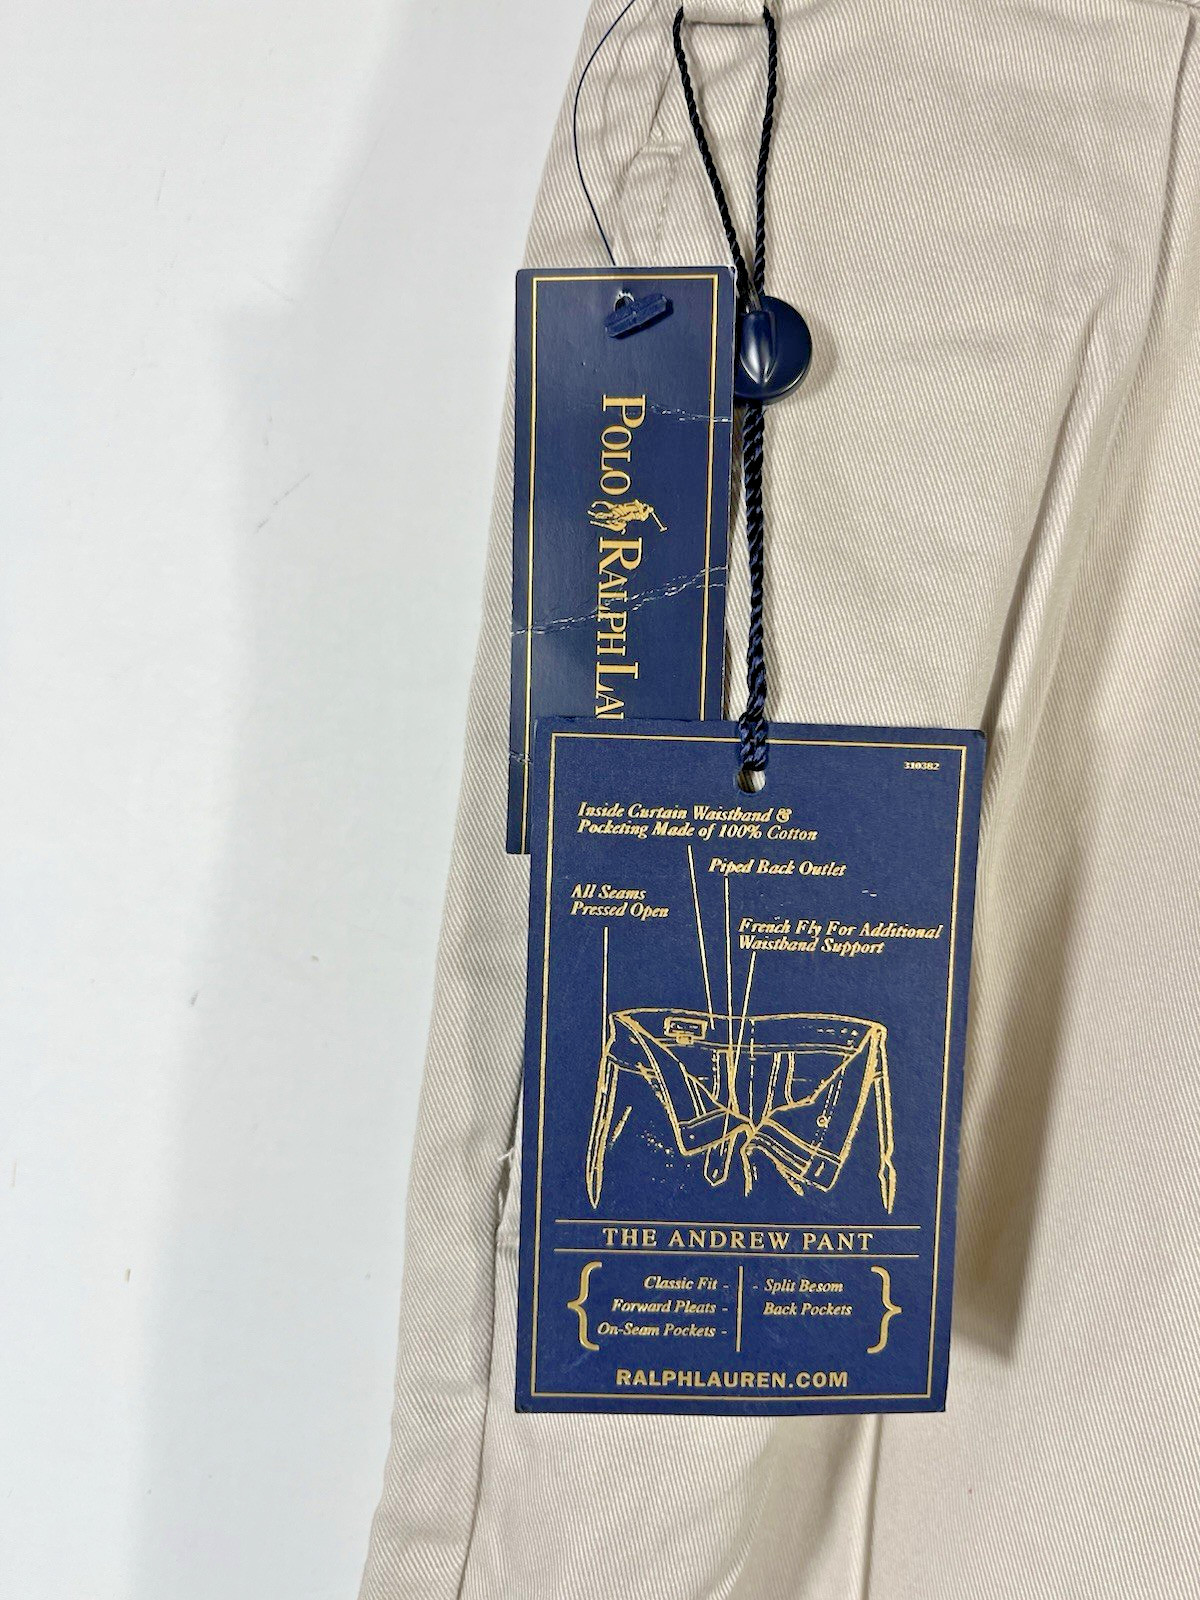 POLO RALPH LAU
310382
Inside Curtain Waistband &
Pocketing Made of 100% Cotton
Piped Back Outlet
All Seams
Pressed Open
French Fly For Additional
Waistband Support
THE ANDREW PANT
Classic Fit -
Forward Pleats -
On-Seam Pockets -
- Split Besom
Back Pockets
RALPHLAUREN.COM